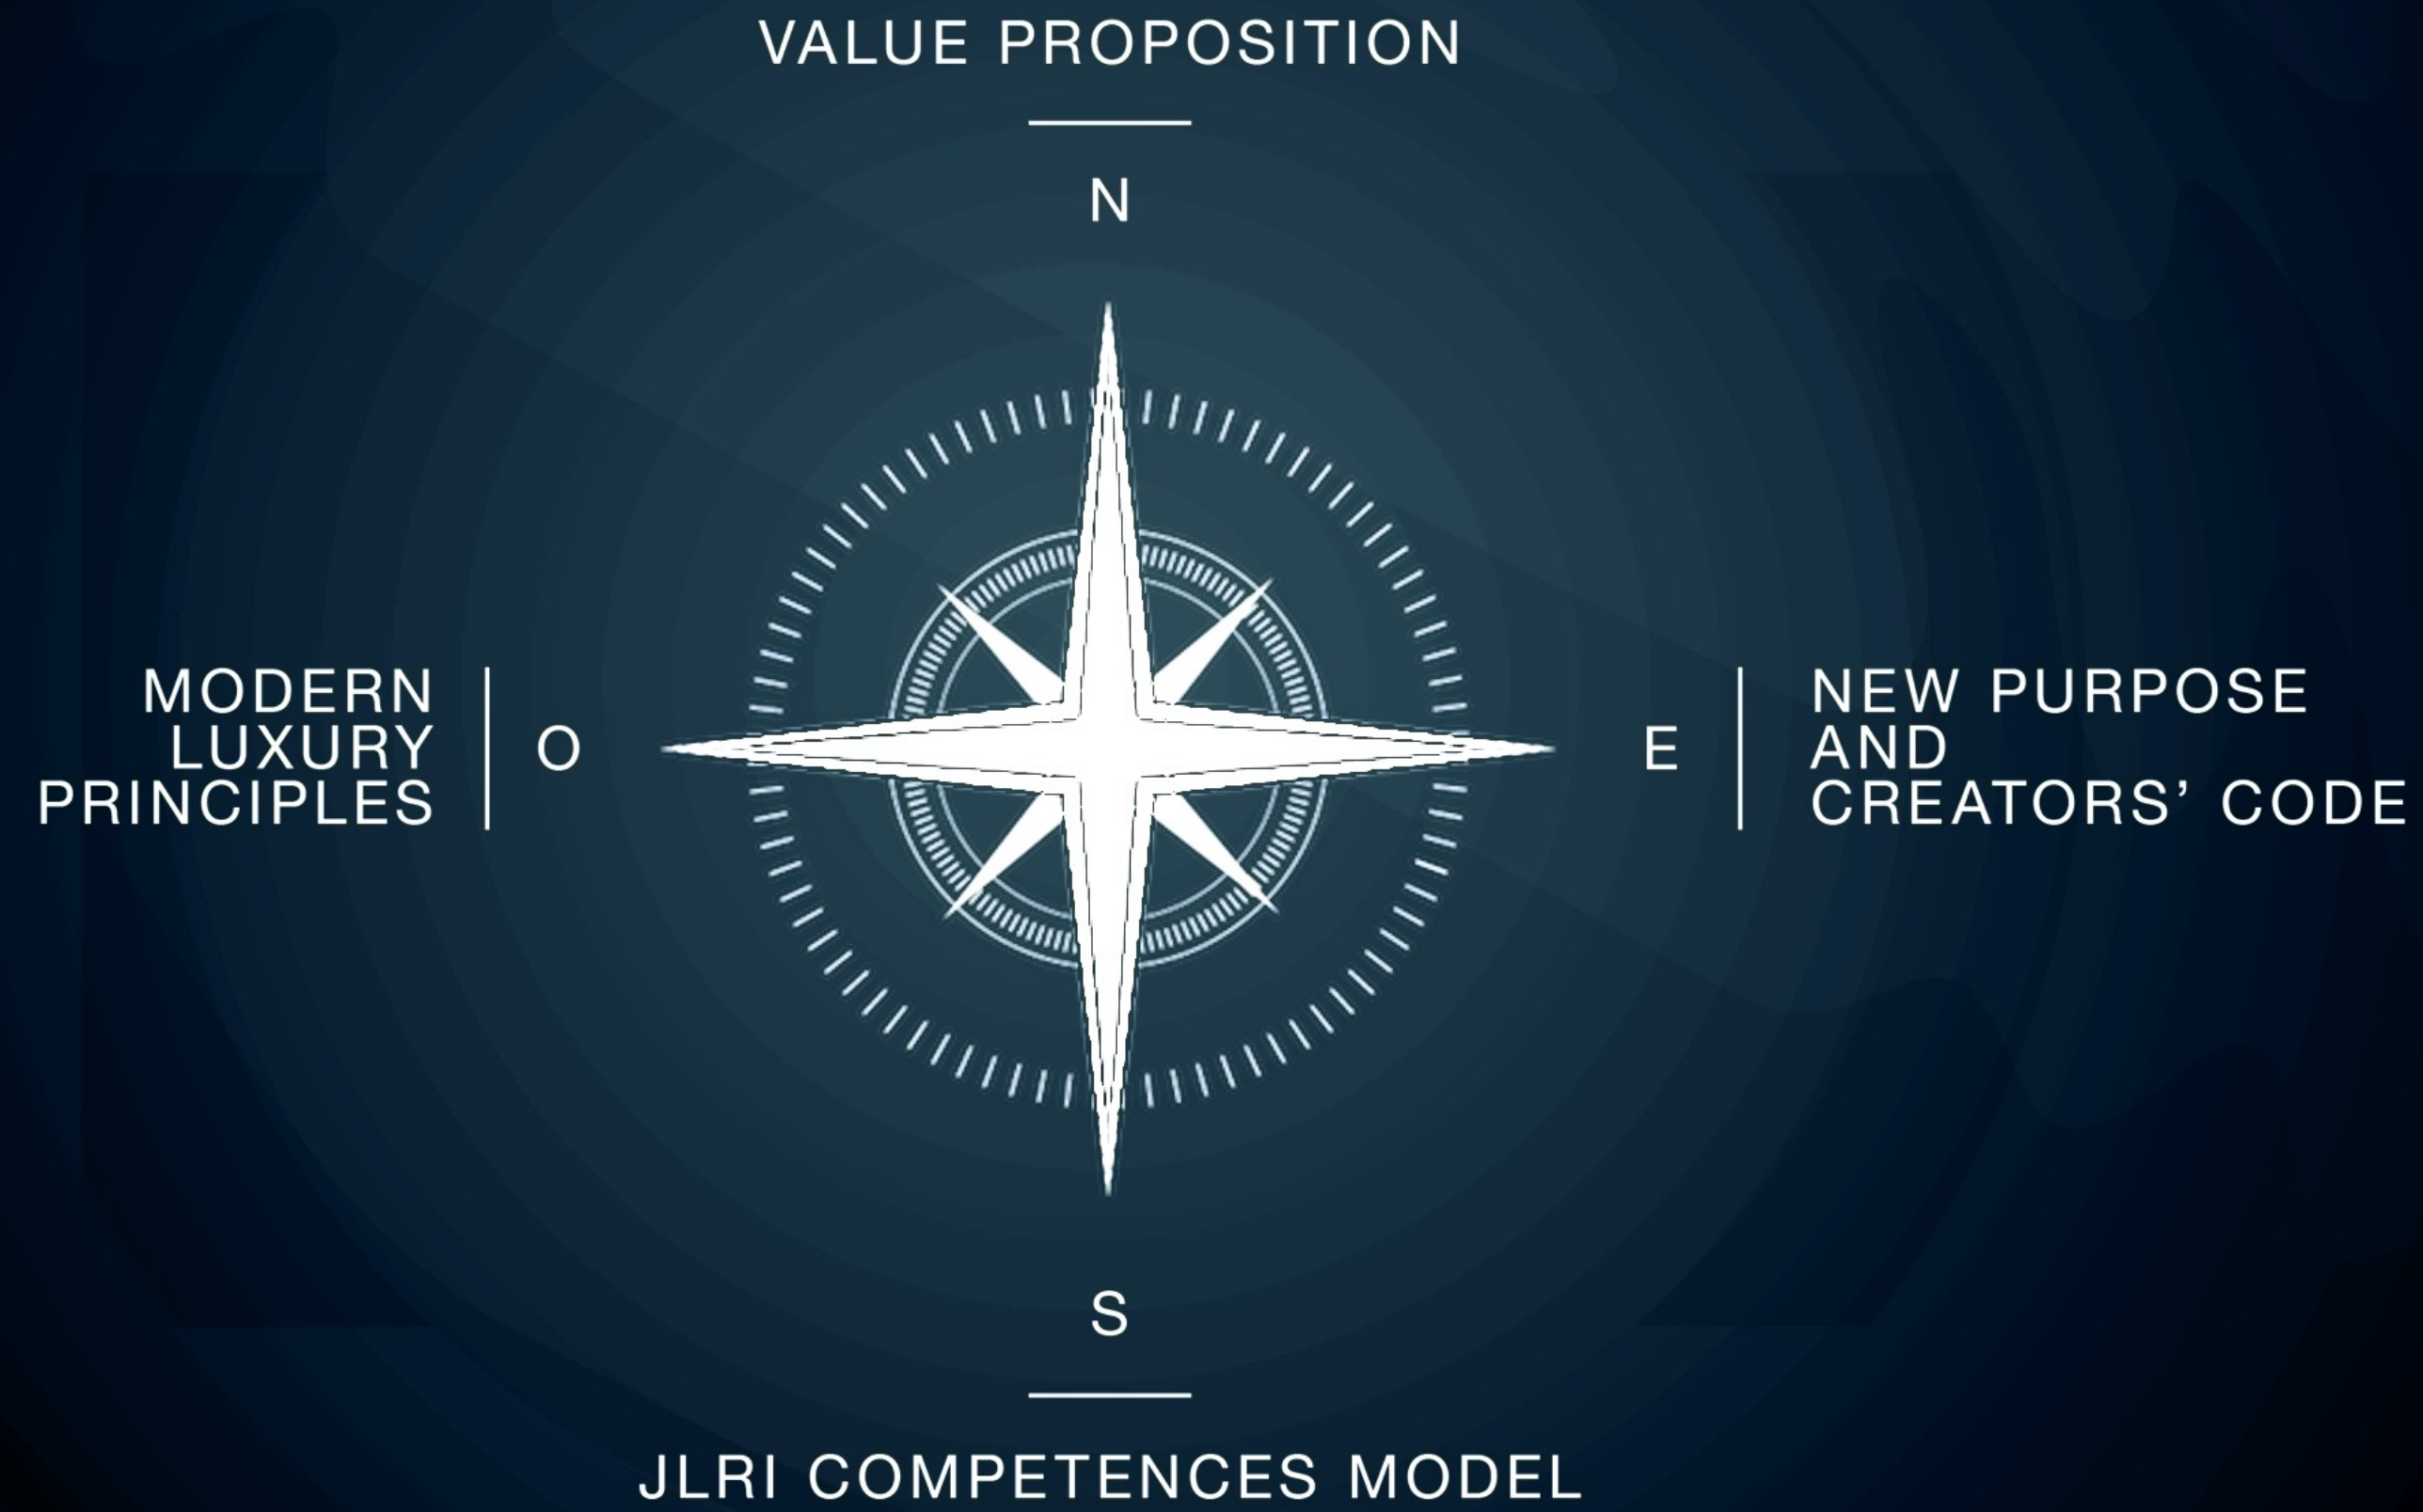 VALUE PROPOSITION
N
MODERN
LUXURY
PRINCIPLES
O
E
NEW PURPOSE
AND
CREATORS’ CODE
S
JLRI COMPETENCES MODEL